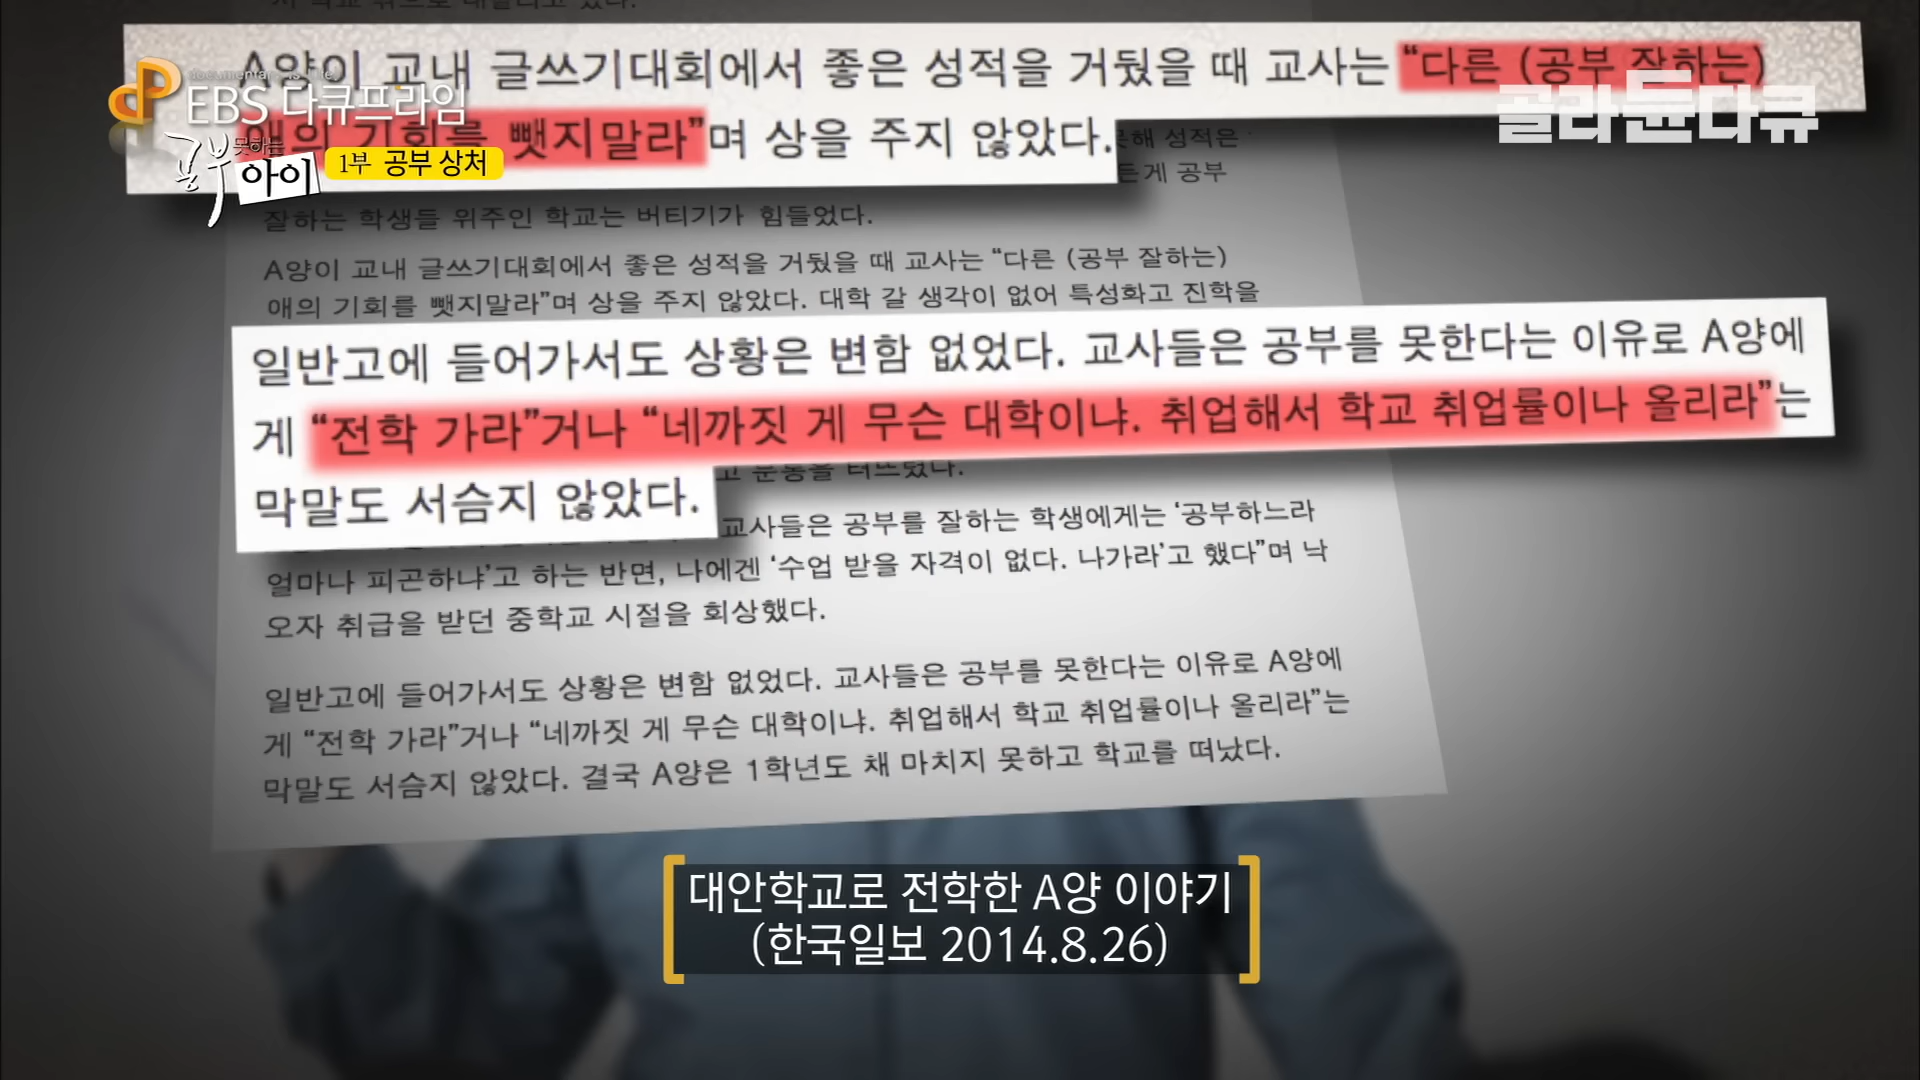 A양이 교내 글쓰기대회에서 좋은 성적을 거뒀을 때 교사는 “다른 (공부 잘하는)
애의 기회를 뺏지말라”며 상을 주지 않았다.
EBS 다큐프라임
공부 못하는 아이
1부 공부 상처
골라듄다큐
성적은
공부
잘하는 학생들 위주인 학교는 버티기가 힘들었다.
A양이 교내 글쓰기대회에서 좋은 성적을 거뒀을 때 교사는 “다른 (공부 잘하는)
애의 기회를 뺏지말라”며 상을 주지 않았다. 대학 갈 생각이 없어 특성화고 진학을
일반고에 들어가서도 상황은 변함 없었다. 교사들은 공부를 못한다는 이유로 A양에
게 “전학 가라”거나 “네까짓 게 무슨 대학이냐. 취업해서 학교 취업률이나 올리라”는
막말도 서슴지 않았다.
교사들은 공부를 잘하는 학생에게는 ‘공부하느라
얼마나 피곤하냐’고 하는 반면, 나에겐 ‘수업 받을 자격이 없다. 나가라’고 했다”며 낙
오자 취급을 받던 중학교 시절을 회상했다.
일반고에 들어가서도 상황은 변함 없었다. 교사들은 공부를 못한다는 이유로 A양에
게 “전학 가라”거나 “네까짓 게 무슨 대학이냐. 취업해서 학교 취업률이나 올리라”는
막말도 서슴지 않았다. 결국 A양은 1학년도 채 마치지 못하고 학교를 떠났다.
대안학교로 전학한 A양 이야기
(한국일보 2014.8.26)